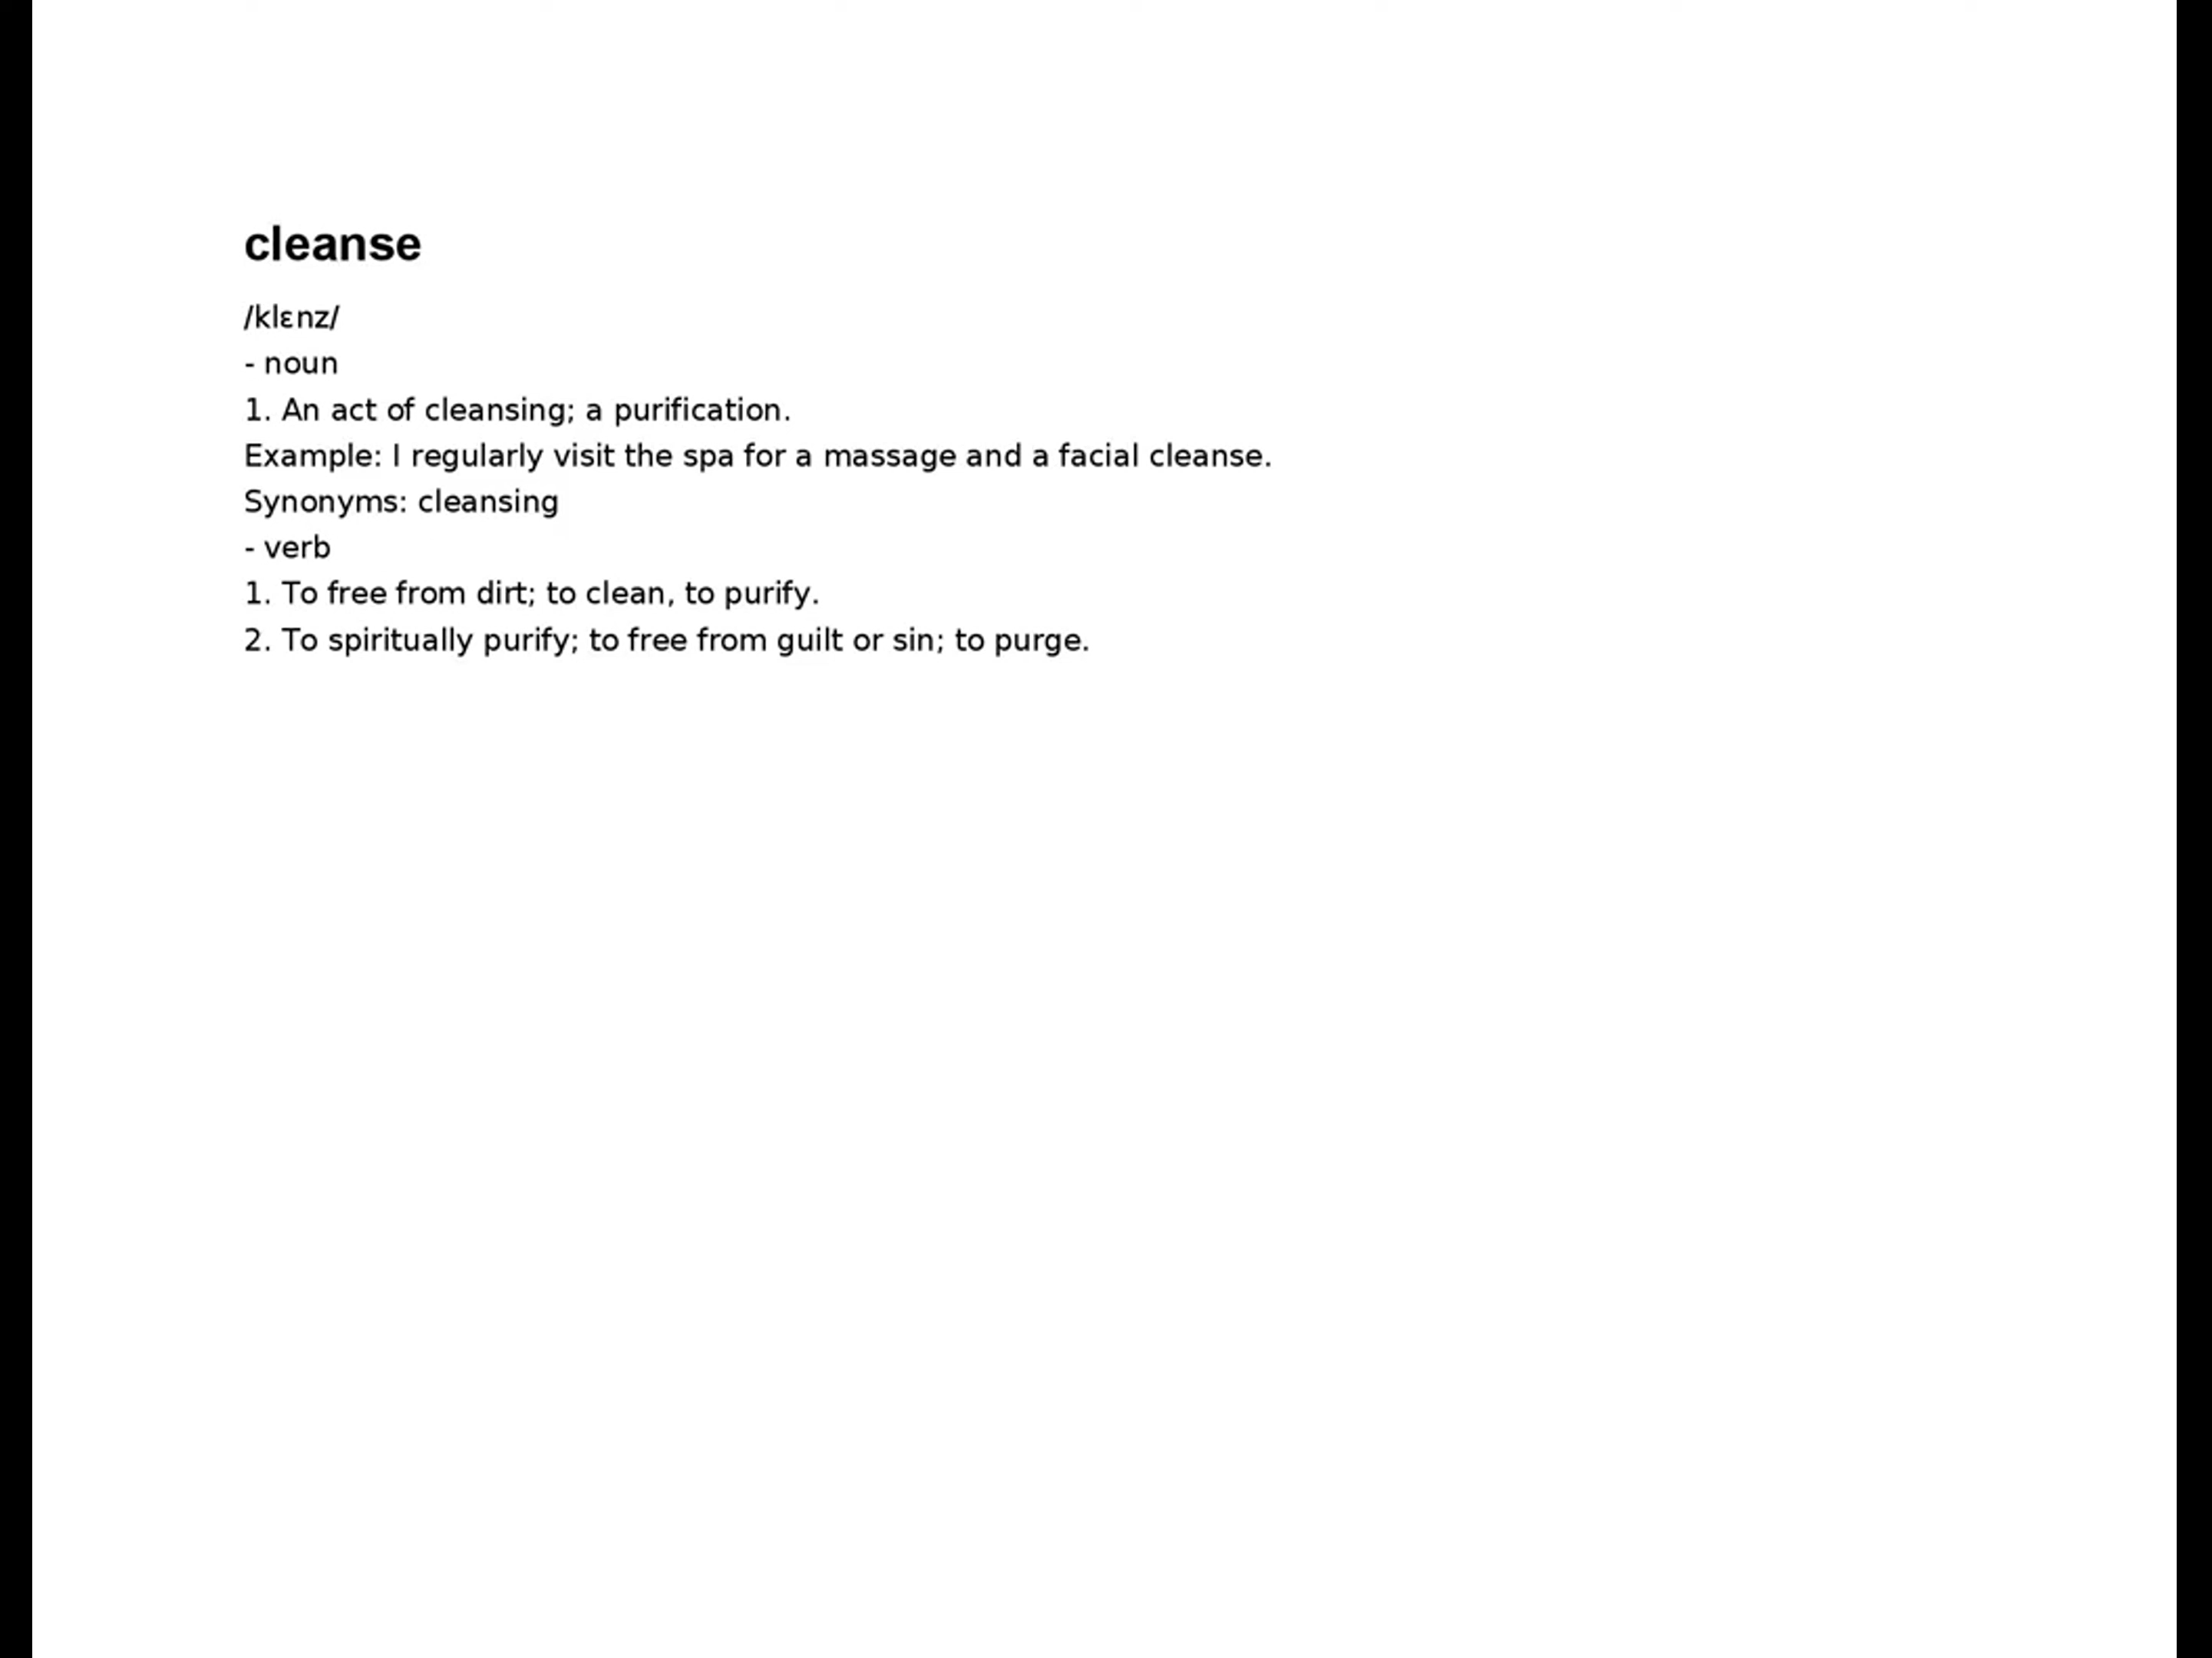 cleanse
/klɛnz/
- noun
1. An act of cleansing; a purification.
Example: I regularly visit the spa for a massage and a facial cleanse.
Synonyms: cleansing
- verb
1. To free from dirt; to clean, to purify.
2. To spiritually purify; to free from guilt or sin; to purge.